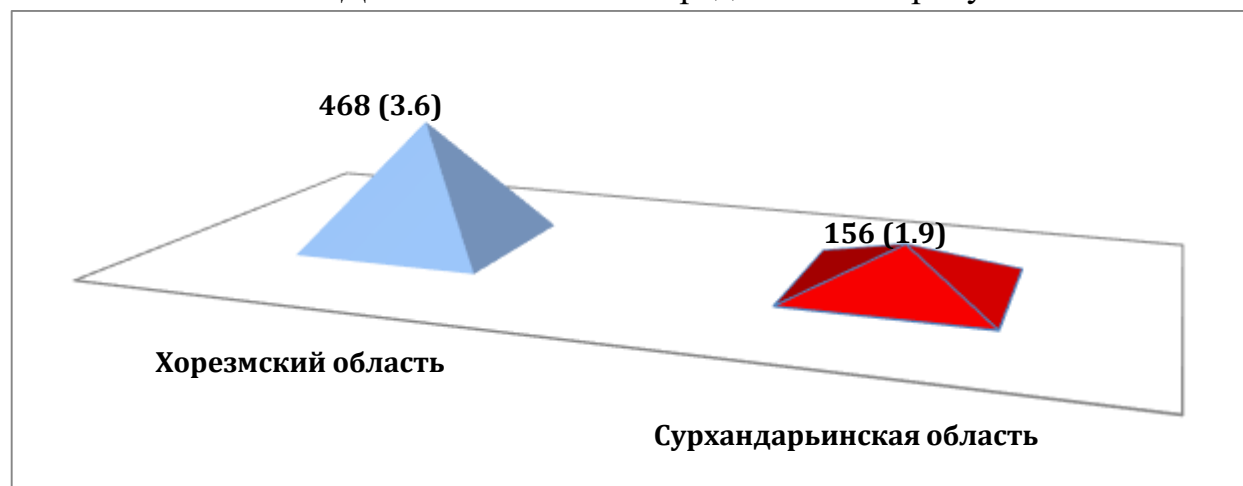 468 (3.6)
156 (1.9)
Хорезмский область
Сурхандарьинская область